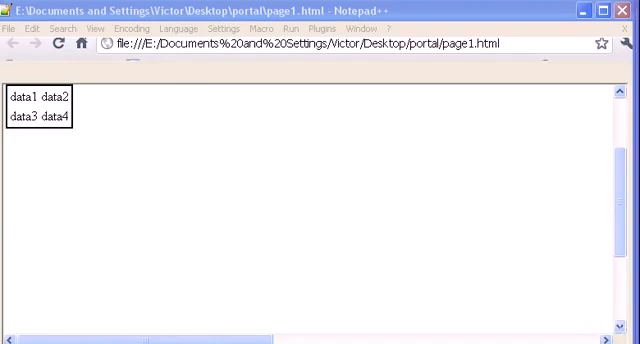 E:\Documents and Settings\Victor\Desktop\portal\page1.html - Notepad++
File Edit Search View Encoding Language Settings Macro Run Plugins Window ? X
file:///E:/Documents%20and%20Settings/Victor/Desktop/portal/page1.html
data1 data2
data3 data4